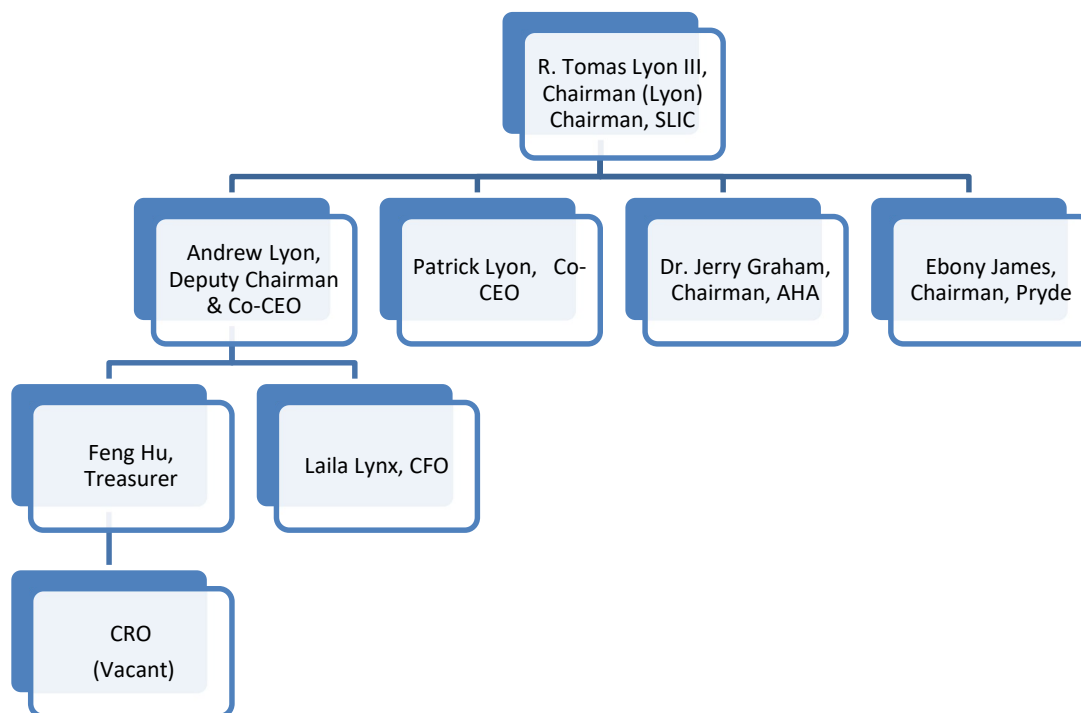 R. Tomas Lyon III,
Chairman (Lyon)
Chairman, SLIC
Andrew Lyon,
Deputy Chairman
& Co-CEO
Patrick Lyon, Co-
CEO
Dr. Jerry Graham,
Chairman, AHA
Ebony James,
Chairman, Pryde
Feng Hu,
Treasurer
Laila Lynx, CFO
CRO
(Vacant)